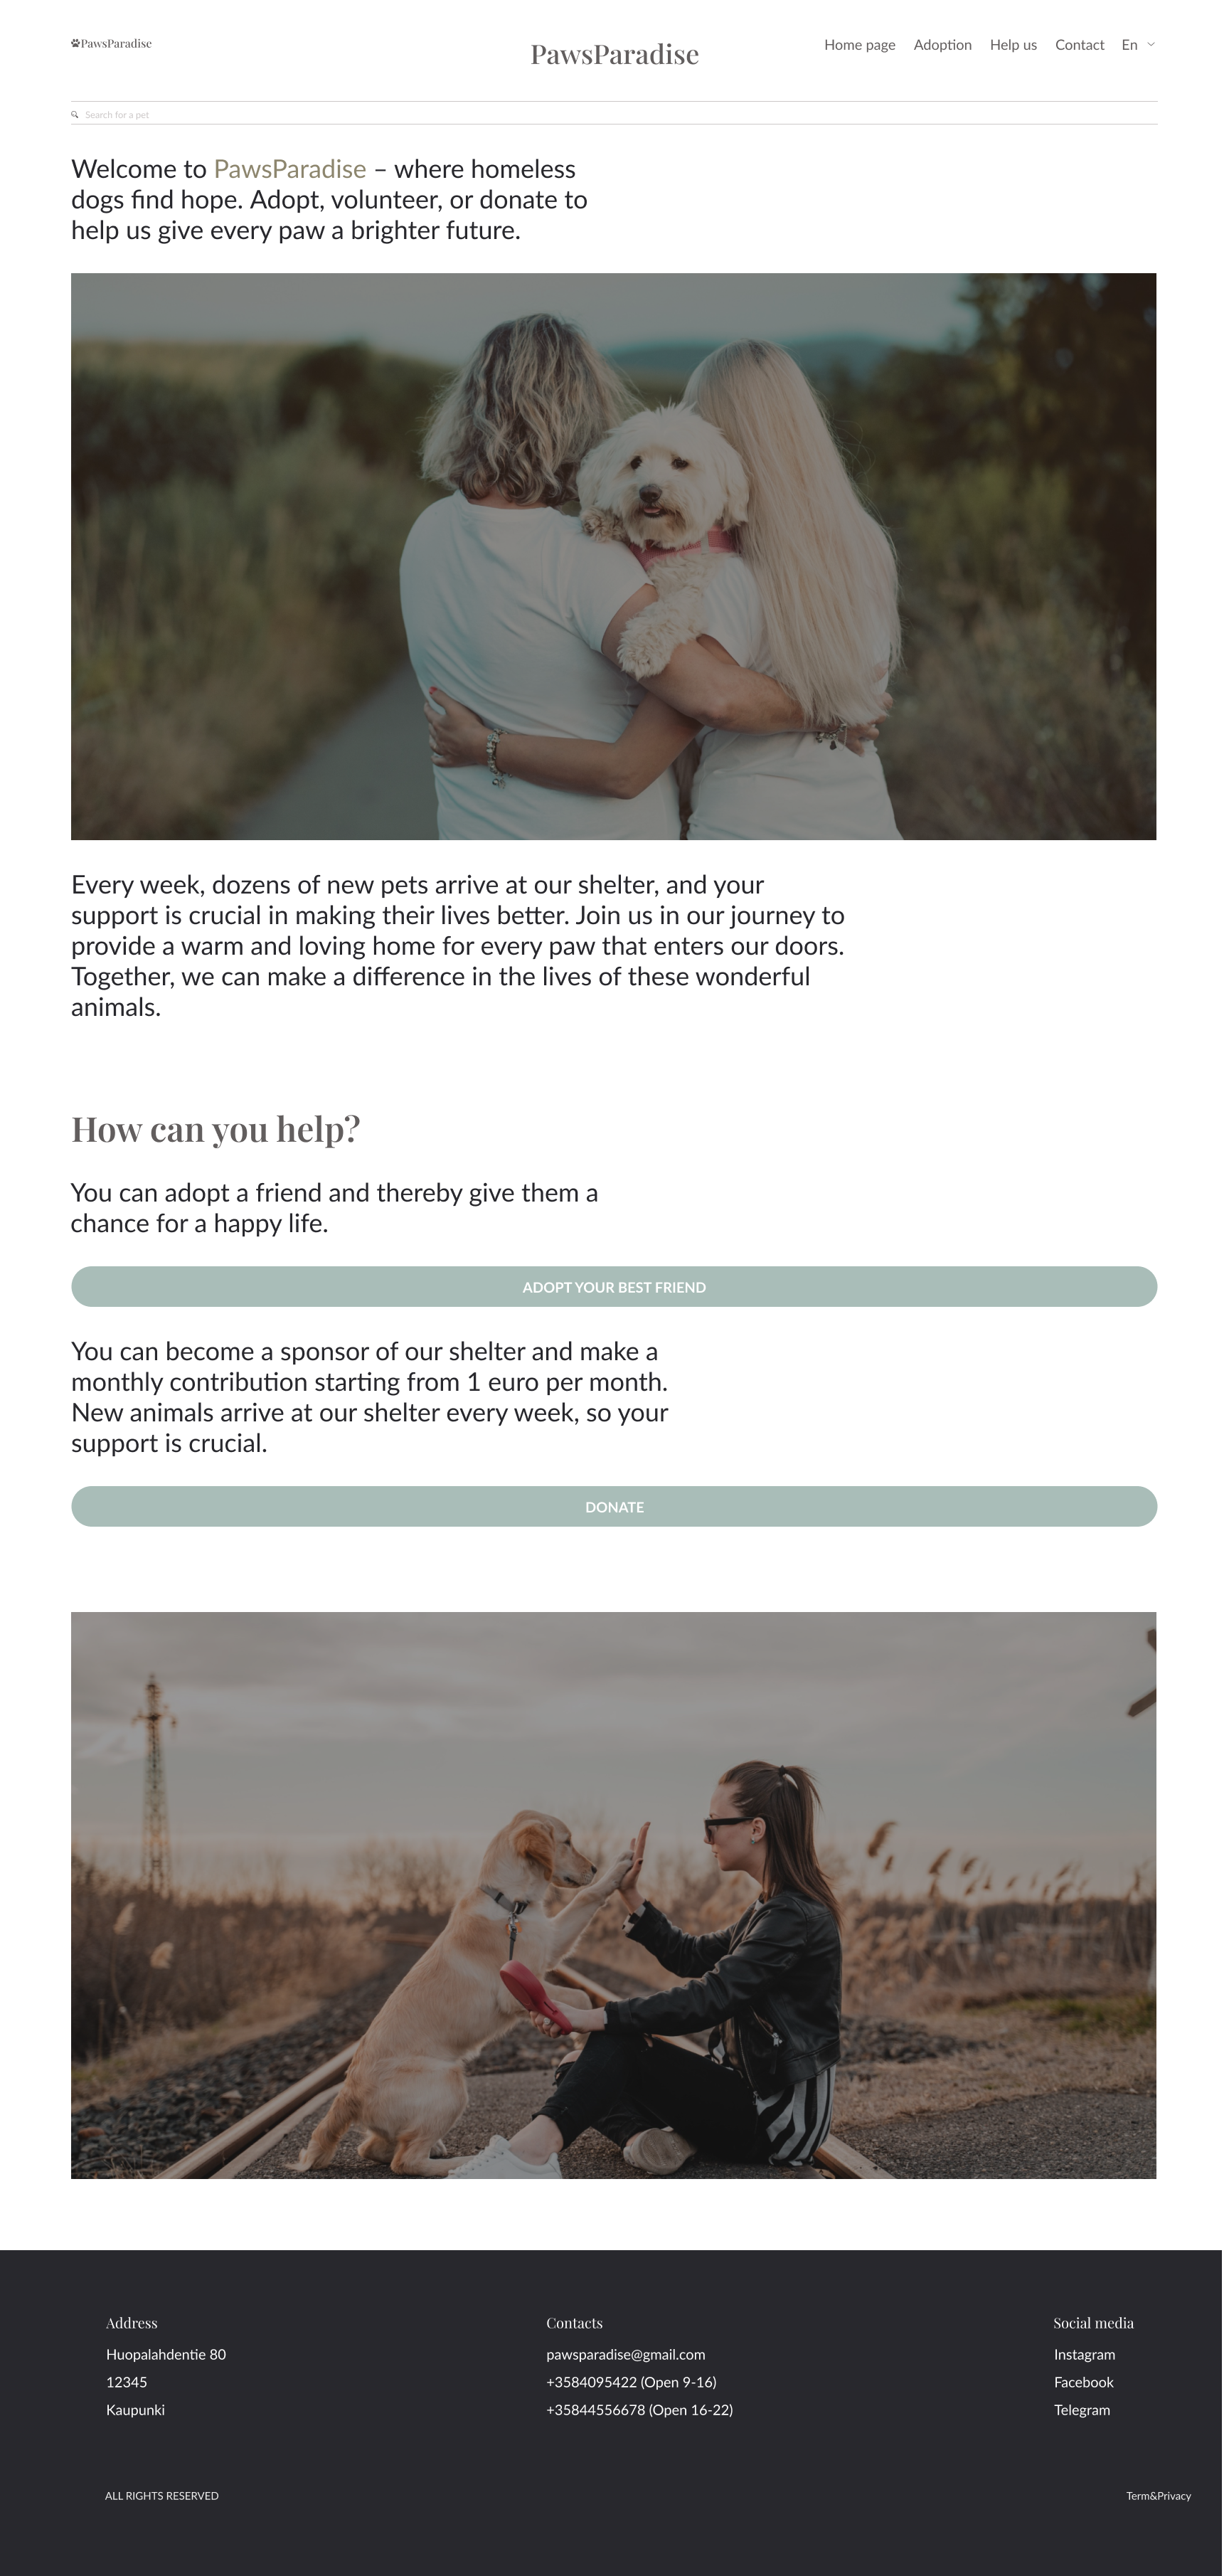 PawsParadise
PawsParadise
Home page Adoption Help us Contact En
Search for a pet
Welcome to PawsParadise – where homeless
dogs find hope. Adopt, volunteer, or donate to
help us give every paw a brighter future.
Every week, dozens of new pets arrive at our shelter, and your
support is crucial in making their lives better. Join us in our journey to
provide a warm and loving home for every paw that enters our doors.
Together, we can make a difference in the lives of these wonderful
animals.
How can you help?
You can adopt a friend and thereby give them a
chance for a happy life.
ADOPT YOUR BEST FRIEND
You can become a sponsor of our shelter and make a
monthly contribution starting from 1 euro per month.
New animals arrive at our shelter every week, so your
support is crucial.
DONATE
Address
Huopalahdentie 80
12345
Kaupunki
Contacts
pawsparadise@gmail.com
+3584095422 (Open 9-16)
+35844556678 (Open 16-22)
Social media
Instagram
Facebook
Telegram
ALL RIGHTS RESERVED
Term&Privacy